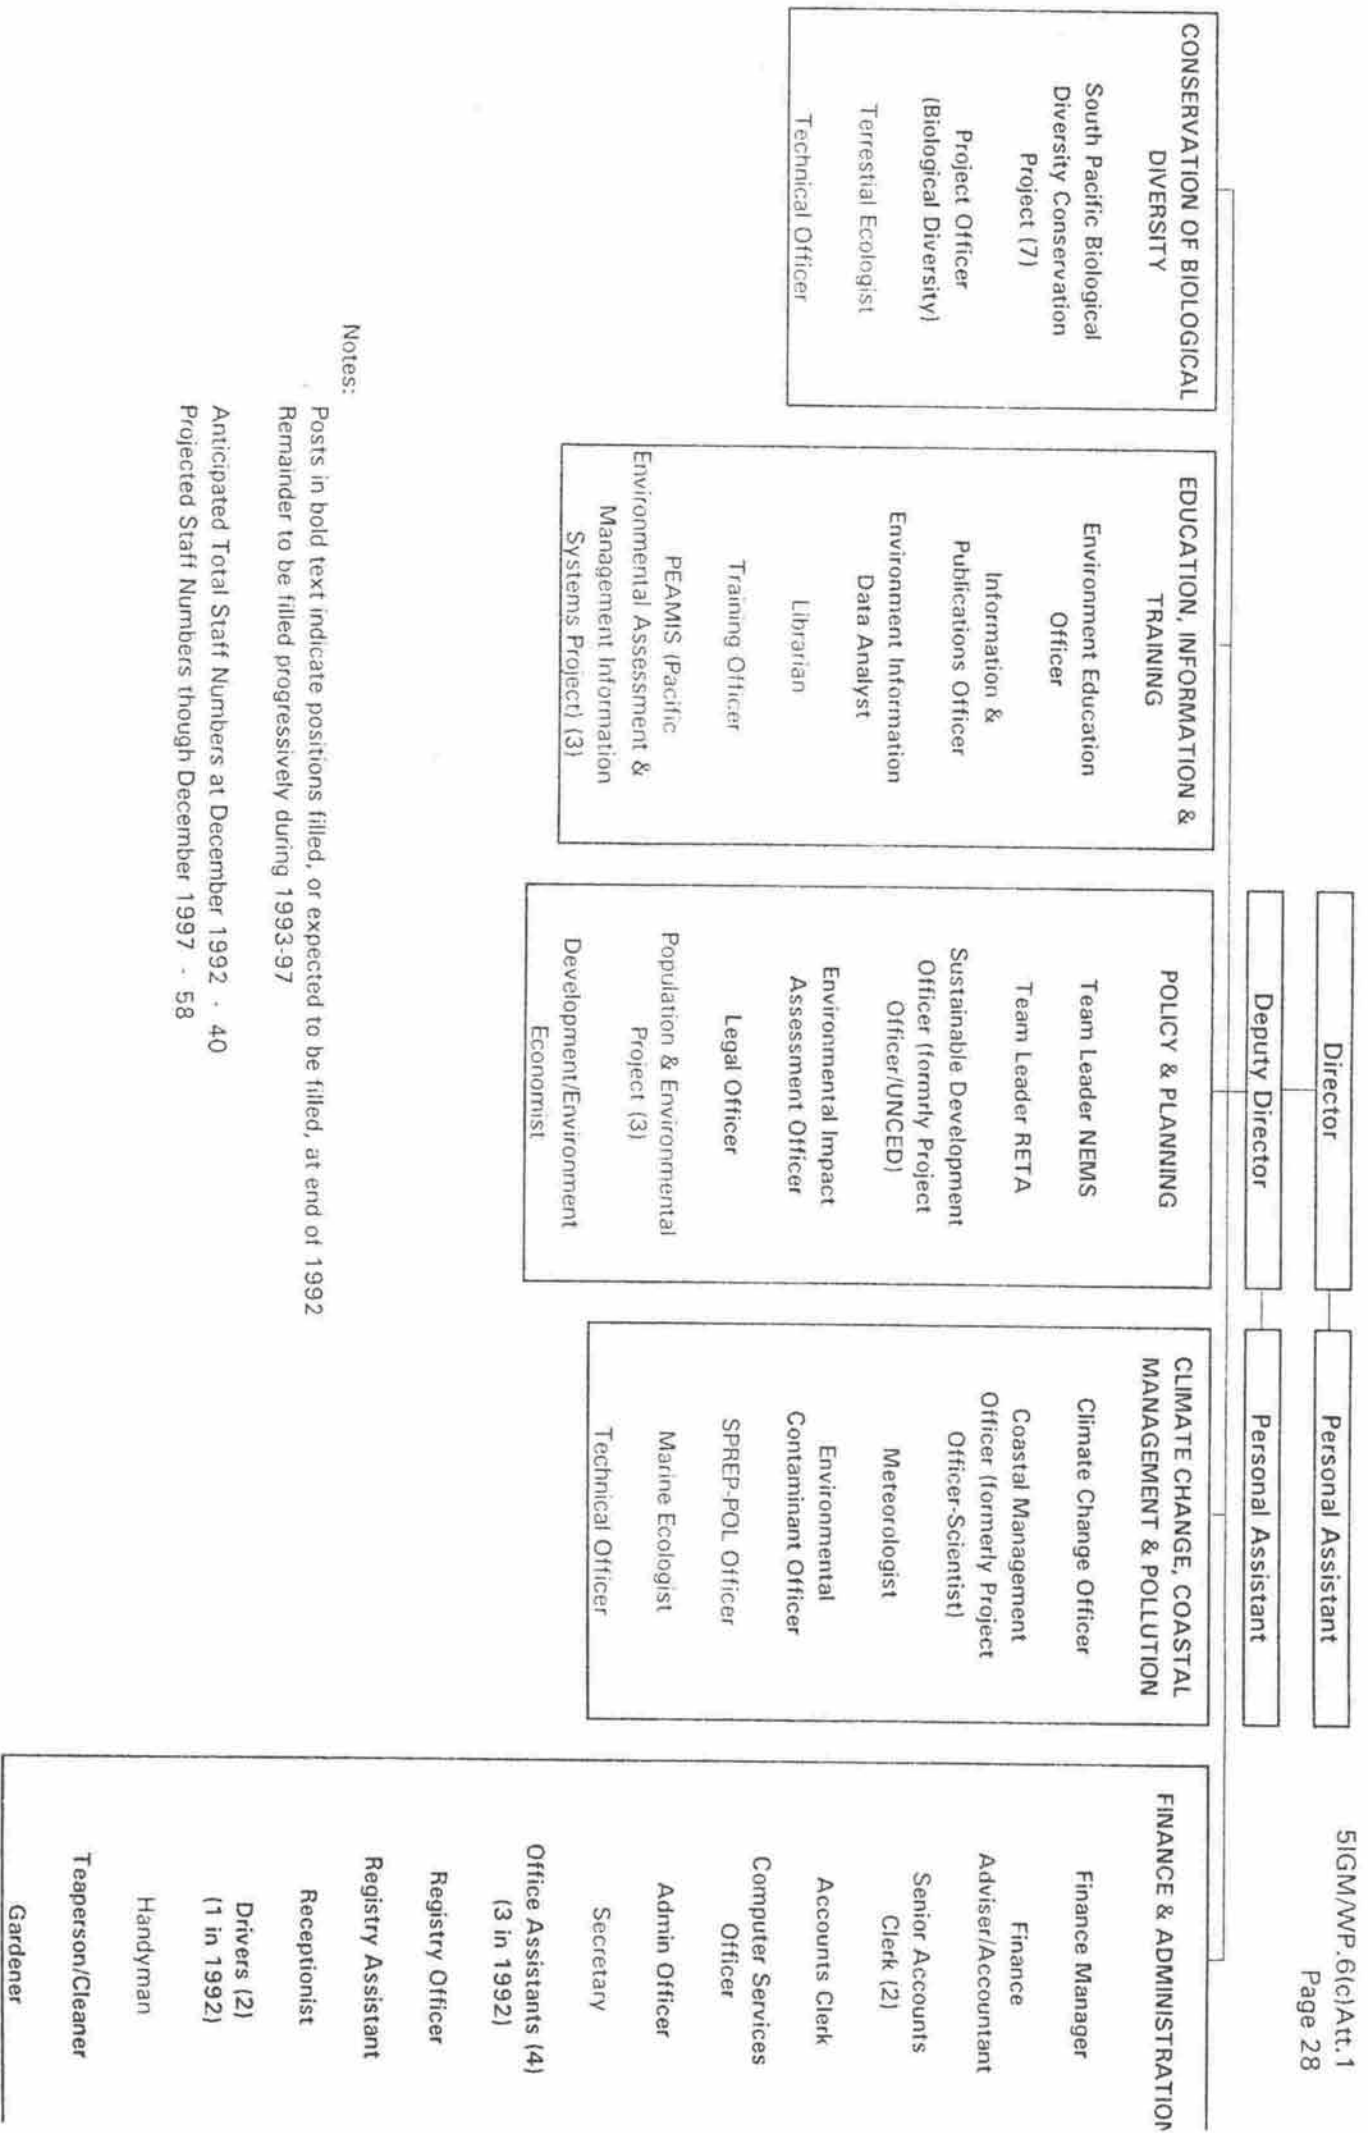 5IGM/WP.6(c)Att.1
Page 28
Director
Personal Assistant
Deputy Director
Personal Assistant
CONSERVATION OF BIOLOGICAL
DIVERSITY
South Pacific Biological
Diversity Conservation
Project (7)
Project Officer
(Biological Diversity)
Terrestial Ecologist
Technical Officer
EDUCATION, INFORMATION &
TRAINING
Environment Education
Officer
Information &
Publications Officer
Environment Information
Data Analyst
Librarian
Training Officer
PEAMIS (Pacific
Environmental Assessment &
Management Information
Systems Project) (3)
POLICY & PLANNING
Team Leader NEMS
Team Leader RETA
Sustainable Development
Officer (formrly Project
Officer/UNCED)
Environmental Impact
Assessment Officer
Legal Officer
Population & Environmental
Project (3)
Development/Environment
Economist
CLIMATE CHANGE, COASTAL
MANAGEMENT & POLLUTION
Climate Change Officer
Coastal Management
Officer (formerly Project
Officer-Scientist)
Meteorologist
Environmental
Contaminant Officer
SPREP-POL Officer
Marine Ecologist
Technical Officer
FINANCE & ADMINISTRATION
Finance Manager
Finance
Adviser/Accountant
Senior Accounts
Clerk (2)
Accounts Clerk
Computer Services
Officer
Admin Officer
Secretary
Office Assistants (4)
(3 in 1992)
Registry Officer
Registry Assistant
Receptionist
Drivers (2)
(1 in 1992)
Handyman
Teaperson/Cleaner
Gardener
Notes:
Posts in bold text indicate positions filled, or expected to be filled, at end of 1992
Remainder to be filled progressively during 1993-97
Anticipated Total Staff Numbers at December 1992 - 40
Projected Staff Numbers though December 1997 - 58